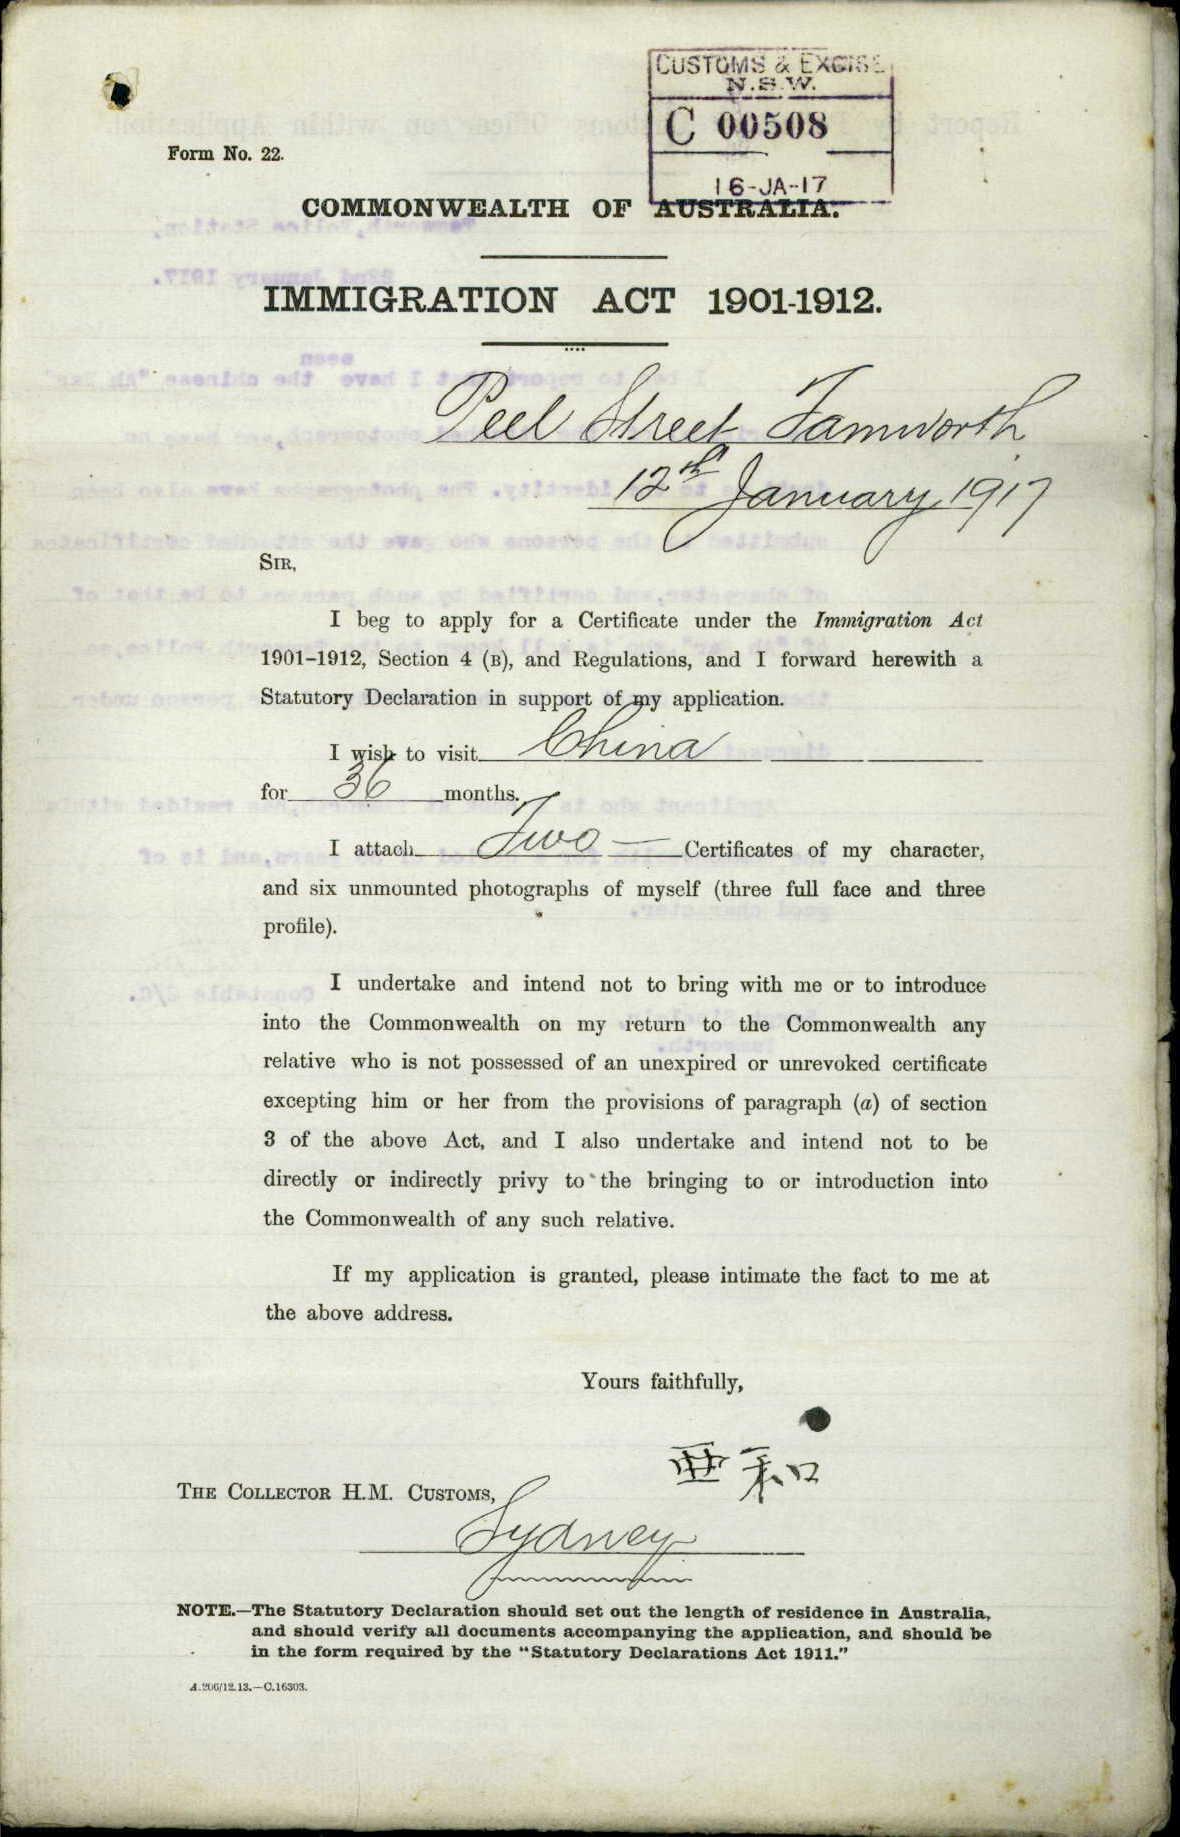 CUSTOMS & EXCISE
N.S.W.
C 00508
16-JA-17
Form No. 22.
COMMONWEALTH OF AUSTRALIA.
IMMIGRATION ACT 1901-1912.
Peel Street Tamworth
12th January 1917
SIR,
I beg to apply for a Certificate under the Immigration Act
1901-1912, Section 4 (B), and Regulations, and I forward herewith a
Statutory Declaration in support of my application.
I wish to visit China
for 36 months.
I attach Two — Certificates of my character,
and six unmounted photographs of myself (three full face and three
profile).
I undertake and intend not to bring with me or to introduce
into the Commonwealth on my return to the Commonwealth any
relative who is not possessed of an unexpired or unrevoked certificate
excepting him or her from the provisions of paragraph (a) of section
3 of the above Act, and I also undertake and intend not to be
directly or indirectly privy to the bringing to or introduction into
the Commonwealth of any such relative.
If my application is granted, please intimate the fact to me at
the above address.
Yours faithfully,
亜和
THE COLLECTOR H.M. CUSTOMS,
Sydney
NOTE.—The Statutory Declaration should set out the length of residence in Australia,
and should verify all documents accompanying the application, and should be
in the form required by the "Statutory Declarations Act 1911."
A.206/12.13.—C.16303.